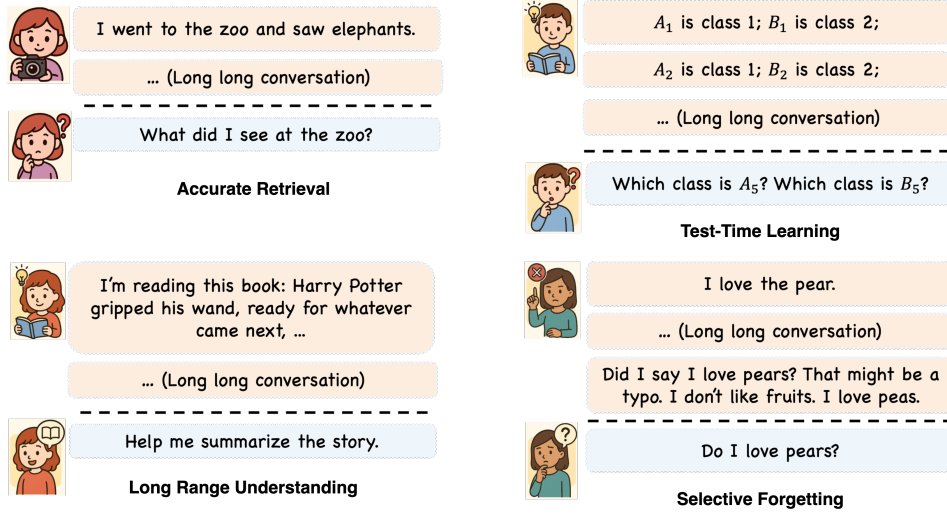 I went to the zoo and saw elephants.
... (Long long conversation)
What did I see at the zoo?
Accurate Retrieval
A₁ is class 1; B₁ is class 2;
A₂ is class 1; B₂ is class 2;
... (Long long conversation)
Which class is A₅? Which class is B₅?
Test-Time Learning
I'm reading this book: Harry Potter
gripped his wand, ready for whatever
came next, ...
... (Long long conversation)
Help me summarize the story.
Long Range Understanding
I love the pear.
... (Long long conversation)
Did I say I love pears? That might be a
typo. I don't like fruits. I love peas.
Do I love pears?
Selective Forgetting